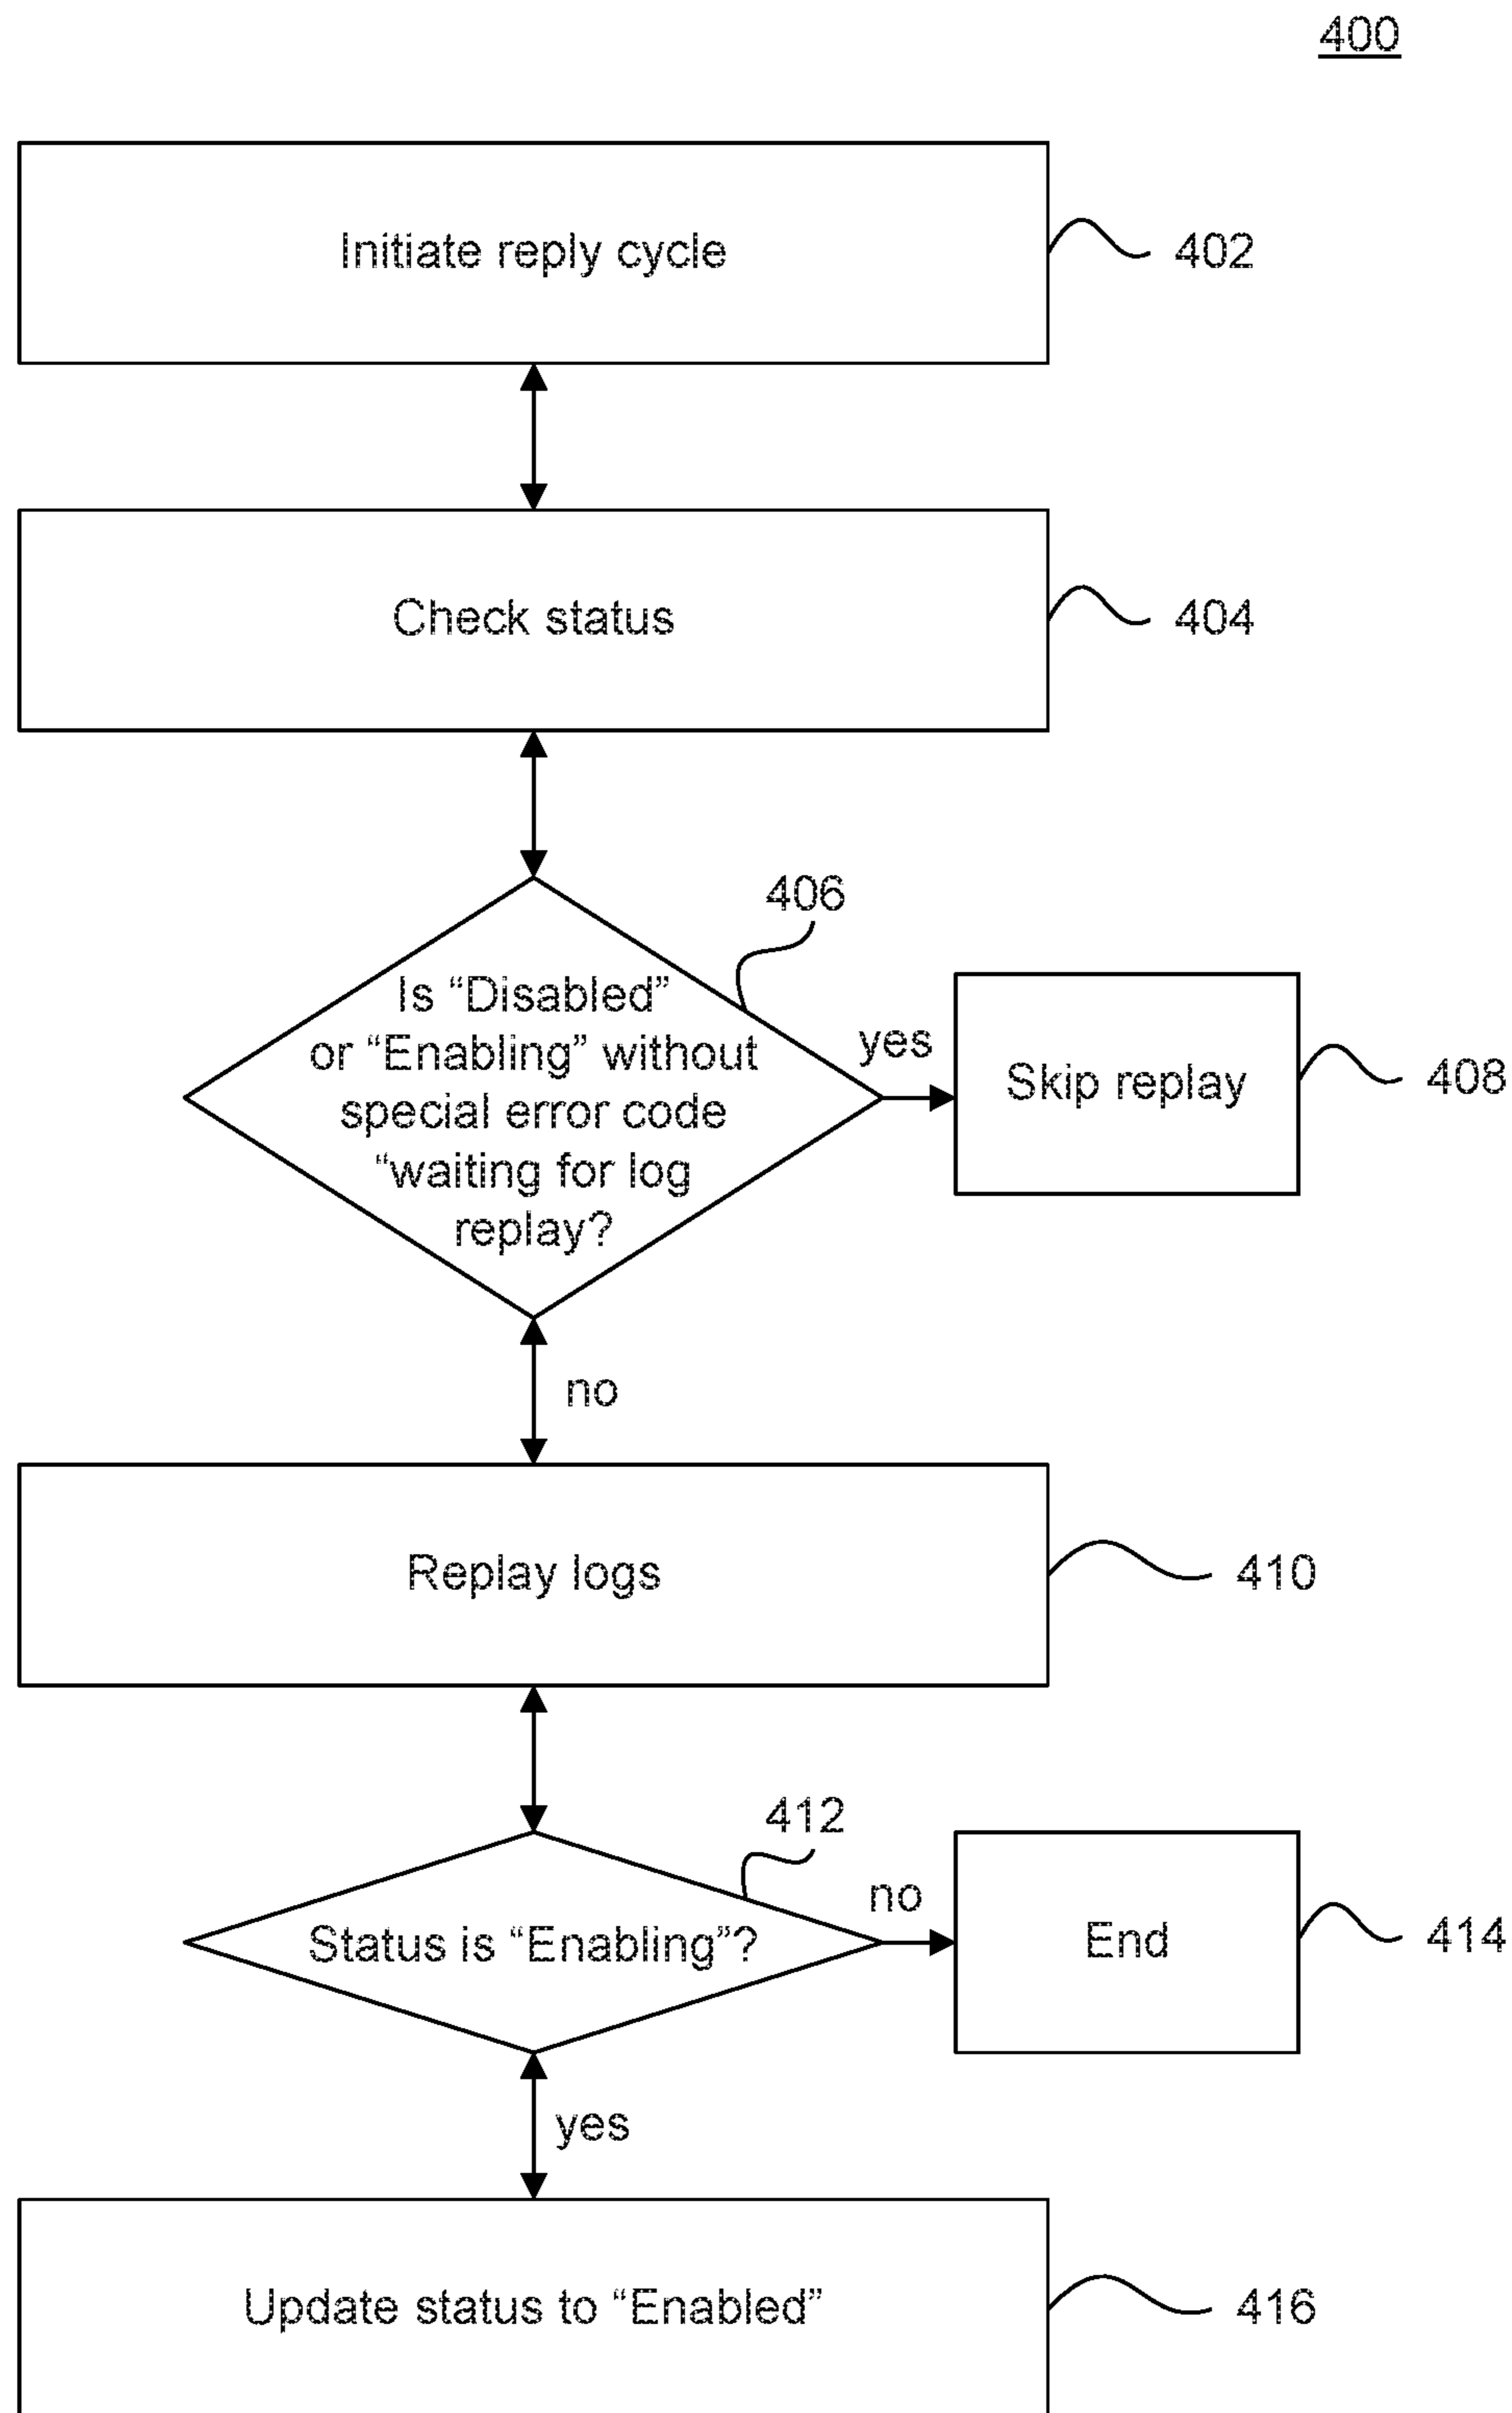 400
Initiate reply cycle
402
Check status
404
406
Is “Disabled”
or “Enabling” without
special error code
“waiting for log
replay?
yes
Skip replay
408
no
Replay logs
410
412
Status is “Enabling”?
no
End
414
yes
Update status to “Enabled”
416